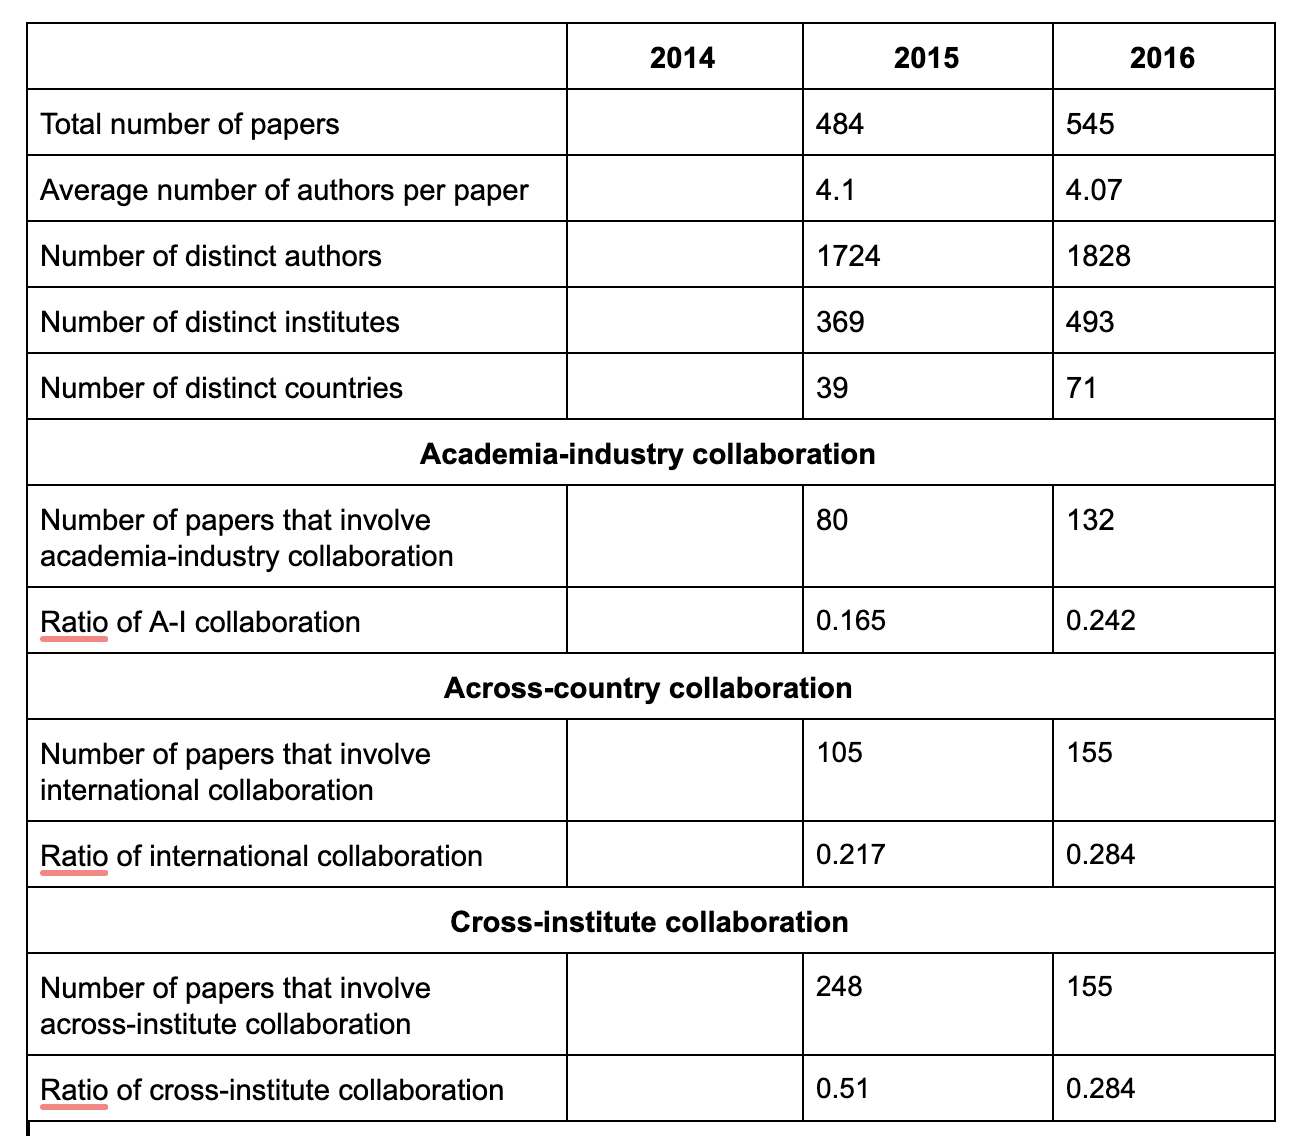 2014 2015 2016
Total number of papers 484 545
Average number of authors per paper 4.1 4.07
Number of distinct authors 1724 1828
Number of distinct institutes 369 493
Number of distinct countries 39 71
Academia-industry collaboration
Number of papers that involve 80 132
academia-industry collaboration
Ratio of A-I collaboration 0.165 0.242
Across-country collaboration
Number of papers that involve 105 155
international collaboration
Ratio of international collaboration 0.217 0.284
Cross-institute collaboration
Number of papers that involve 248 155
across-institute collaboration
Ratio of cross-institute collaboration 0.51 0.284